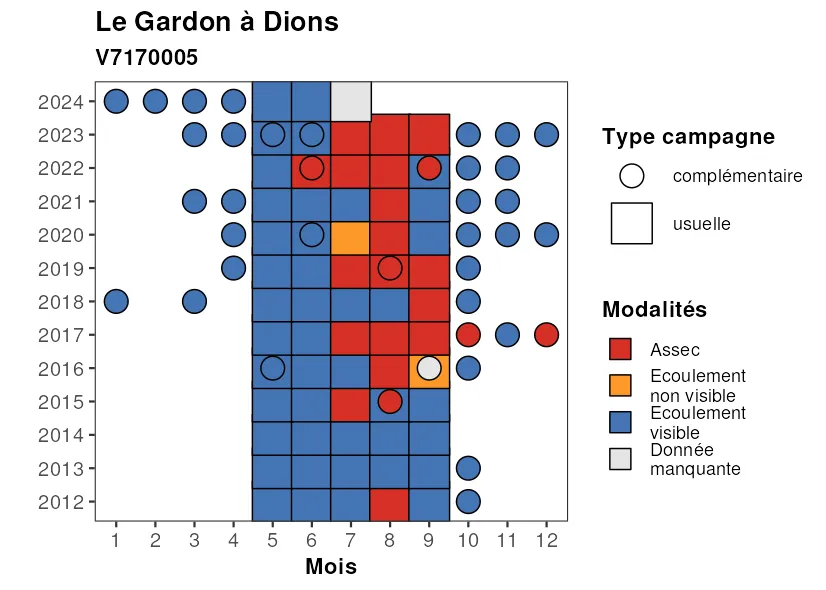 Le Gardon à Dions
V7170005
2024
2023
2022
2021
2020
2019
2018
2017
2016
2015
2014
2013
2012
1 2 3 4 5 6 7 8 9 10 11 12
Mois
Type campagne
complémentaire
usuelle
Modalités
Assec
Ecoulement
non visible
Ecoulement
visible
Donnée
manquante